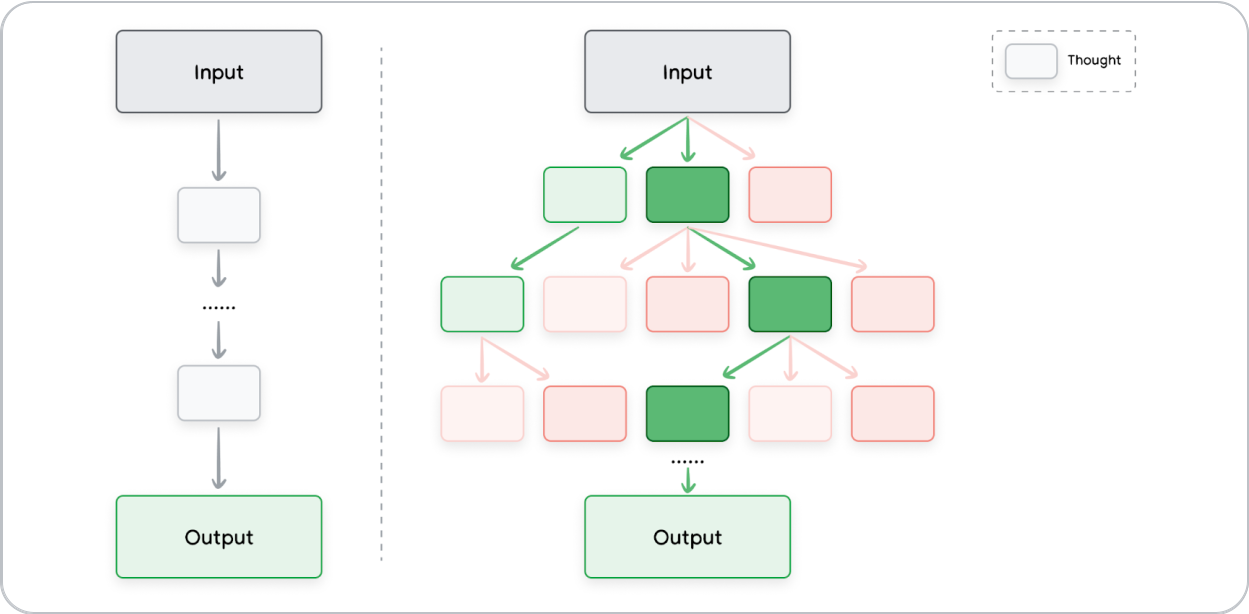 Input
Input
Thought
......
......
Output
Output